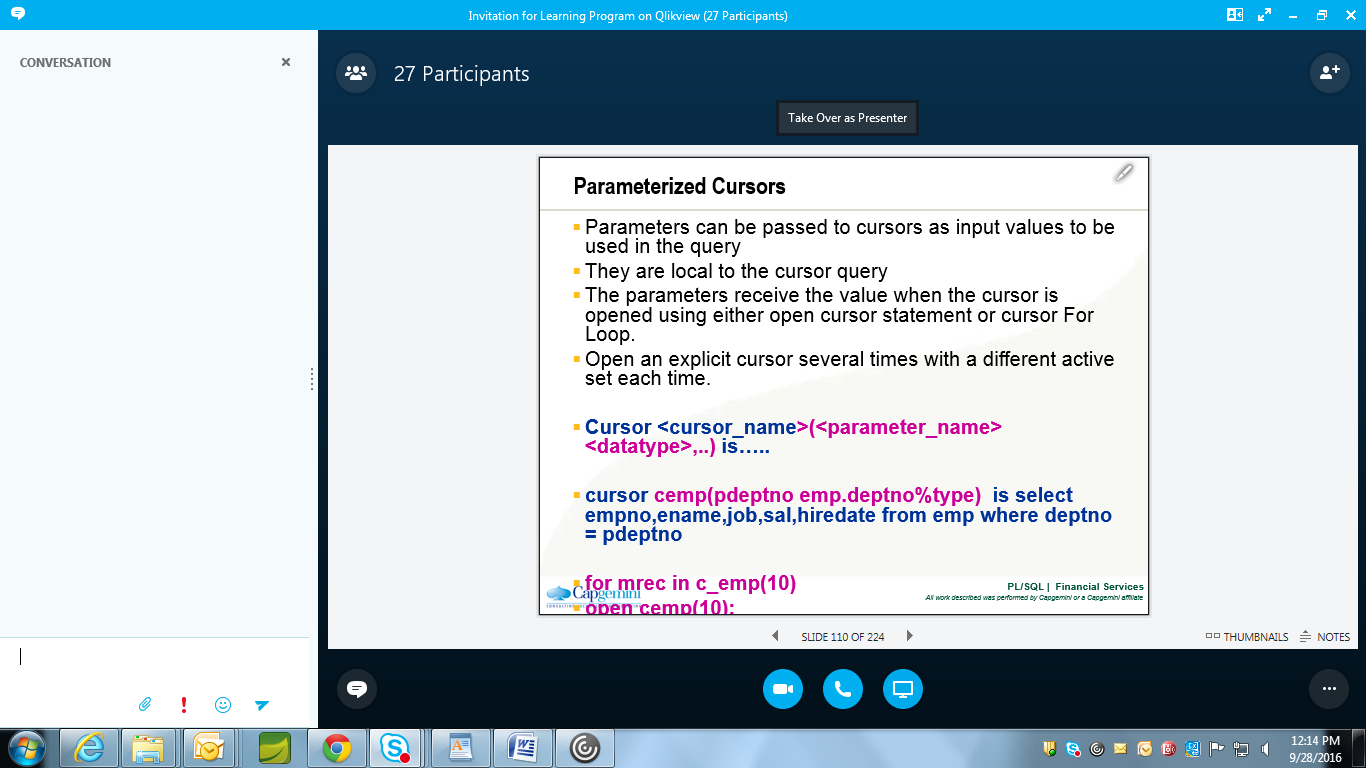 Invitation for Learning Program on Qlikview (27 Participants)
CONVERSATION
27 Participants
Take Over as Presenter
Parameterized Cursors
Parameters can be passed to cursors as input values to be
used in the query
They are local to the cursor query
The parameters receive the value when the cursor is
opened using either open cursor statement or cursor For
Loop.
Open an explicit cursor several times with a different active
set each time.
Cursor <cursor_name>(<parameter_name>
<datatype>,..) is…..
cursor cemp(pdeptno emp.deptno%type)  is select
empno,ename,job,sal,hiredate from emp where deptno
= pdeptno
for mrec in c_emp(10)
open cemp(10);
Capgemini
PL/SQL | Financial Services
All work described was performed by Capgemini or a Capgemini affiliate
SLIDE 110 OF 224
THUMBNAILS
NOTES
12:14 PM
9/28/2016